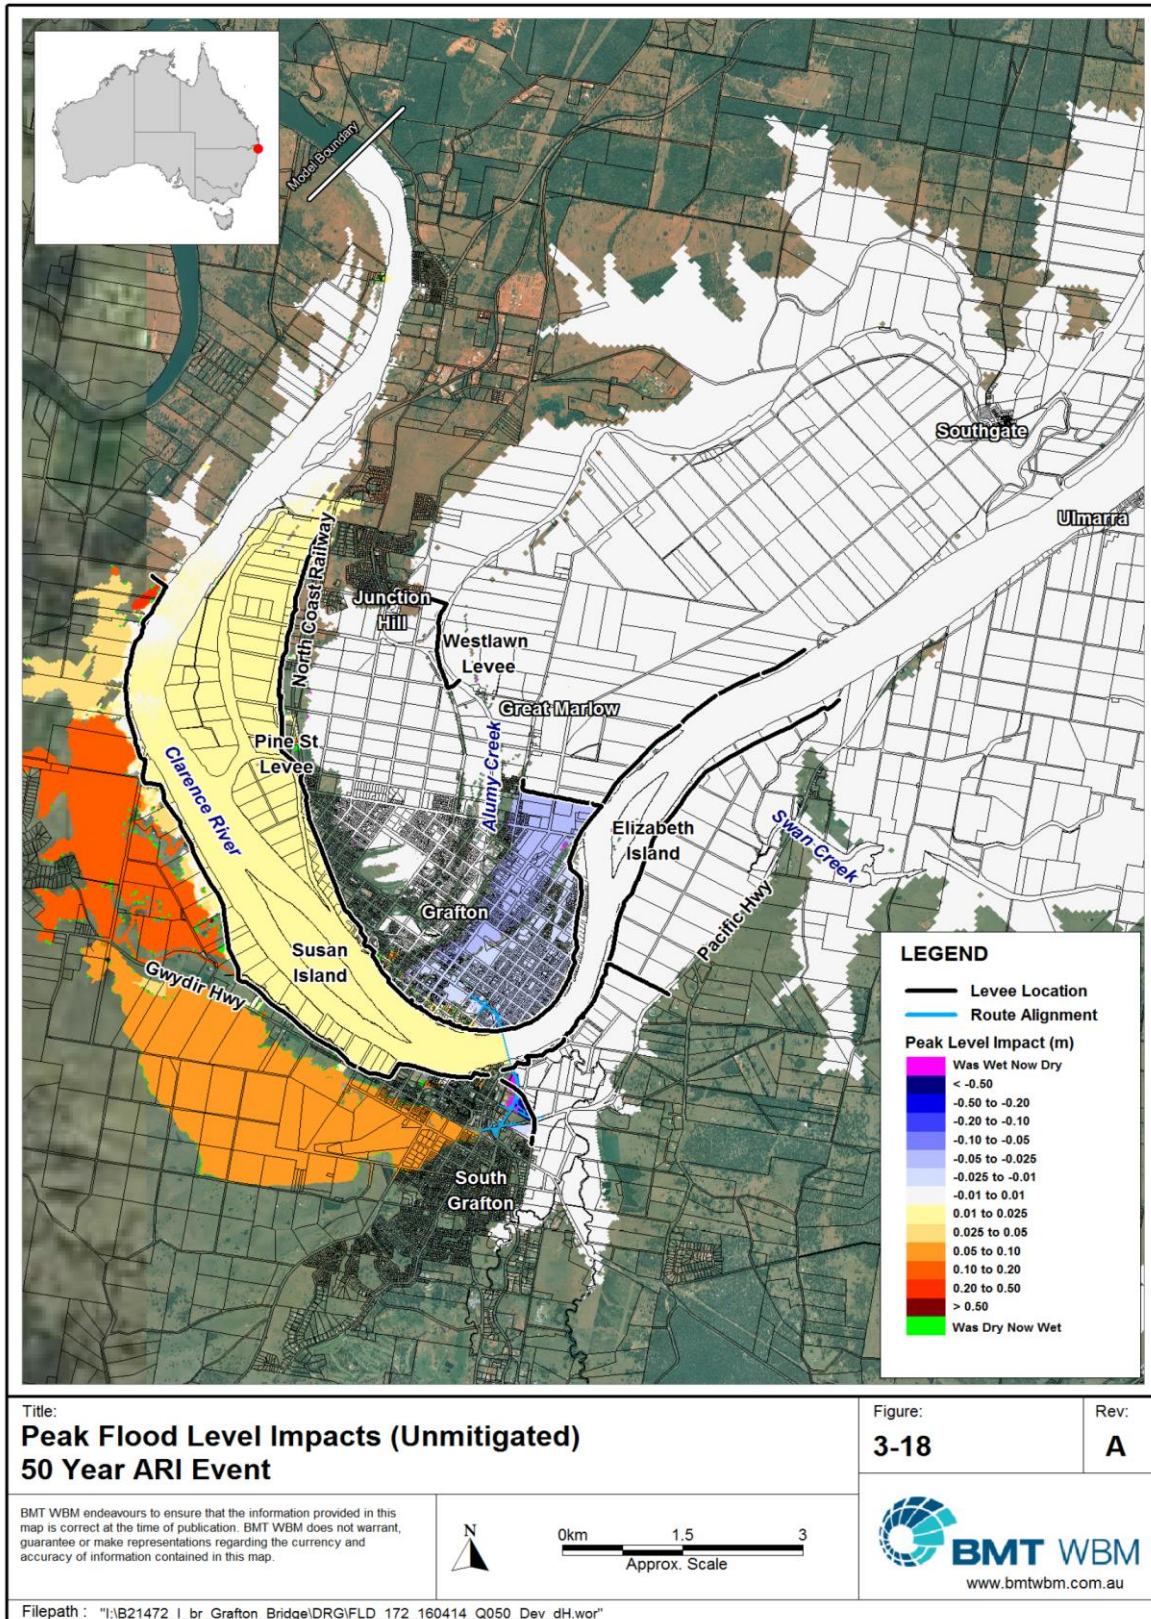 Model Boundary
Southgate
Ulmarra
North Coast Railway
Junction
Hill
Westlawn
Levee
Great Marlow
Pine St
Levee
Alumy Creek
Clarence River
Elizabeth
Island
Swan Creek
Grafton
Pacific Hwy
Susan
Island
Gwydir Hwy
South
Grafton
LEGEND
Levee Location
Route Alignment
Peak Level Impact (m)
Was Wet Now Dry
< -0.50
-0.50 to -0.20
-0.20 to -0.10
-0.10 to -0.05
-0.05 to -0.025
-0.025 to -0.01
-0.01 to 0.01
0.01 to 0.025
0.025 to 0.05
0.05 to 0.10
0.10 to 0.20
0.20 to 0.50
> 0.50
Was Dry Now Wet
Title:
Peak Flood Level Impacts (Unmitigated)
50 Year ARI Event
Figure:
3-18
Rev:
A
BMT WBM endeavours to ensure that the information provided in this
map is correct at the time of publication. BMT WBM does not warrant,
guarantee or make representations regarding the currency and
accuracy of information contained in this map.
N
0km 1.5 3
Approx. Scale
BMT WBM
www.bmtwbm.com.au
Filepath : "I:\B21472_I_br_Grafton_Bridge\DRG\FLD_172_160414_Q050_Dev_dH.wor"